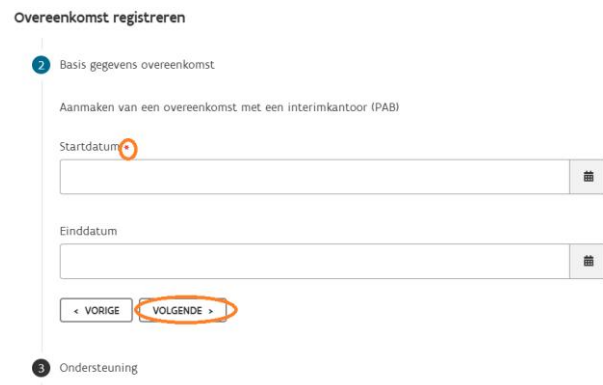 Overeenkomst registreren
2 Basis gegevens overeenkomst
Aanmaken van een overeenkomst met een interimkantoor (PAB)
Startdatum *
Einddatum
< VORIGE VOLGENDE >
3 Ondersteuning